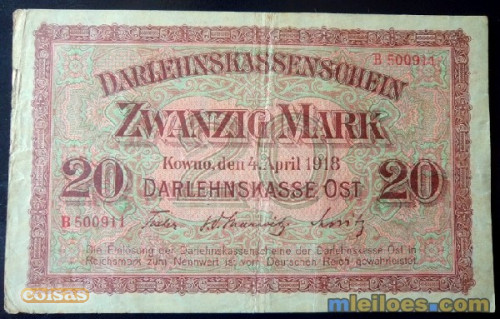 B 500911
DARLEHNSKASSENSCHEIN
ZWANZIG MARK
Kowno, den 4. April 1918
20 DARLEHNSKASSE OST 20
B 500911
Die Einlösung der Darlehnskassenscheine der Darlehnskasse Ost in
Reichsmark zum Nennwert ist vom Deutschen Reich gewährleistet.
coisas
mleiloes.com